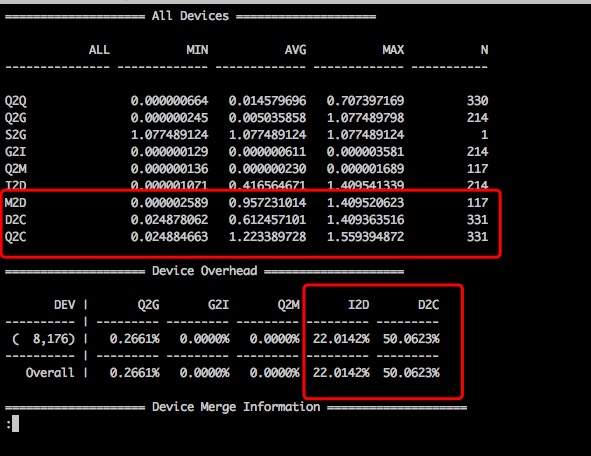 ==================== All Devices ====================
ALL MIN AVG MAX N
--------------- ------------- ------------- ------------- -----------
Q2Q 0.000000664 0.014579696 0.707397169 330
Q2G 0.000000245 0.005035858 1.077489798 214
S2G 1.077489124 1.077489124 1.077489124 1
G2I 0.000000129 0.000000611 0.000003581 214
Q2M 0.000000136 0.000000230 0.000001689 117
I2D 0.000001071 0.416564671 1.409541339 214
M2D 0.000002589 0.957231014 1.409520623 117
D2C 0.024878062 0.612457101 1.409363516 331
Q2C 0.024884663 1.223389728 1.559394872 331
==================== Device Overhead ====================
DEV | Q2G G2I Q2M I2D D2C
---------- | --------- --------- --------- --------- ---------
( 8,176) | 0.2661% 0.0000% 0.0000% 22.0142% 50.0623%
---------- | --------- --------- --------- --------- ---------
Overall | 0.2661% 0.0000% 0.0000% 22.0142% 50.0623%
==================== Device Merge Information ====================
: